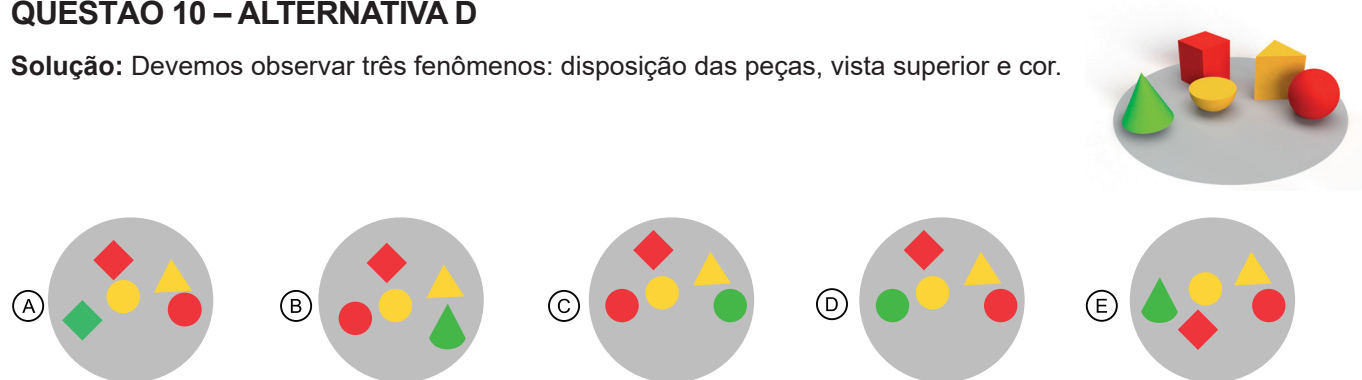 QUESTÃO 10 – ALTERNATIVA D
Solução: Devemos observar três fenômenos: disposição das peças, vista superior e cor.
A B C D E